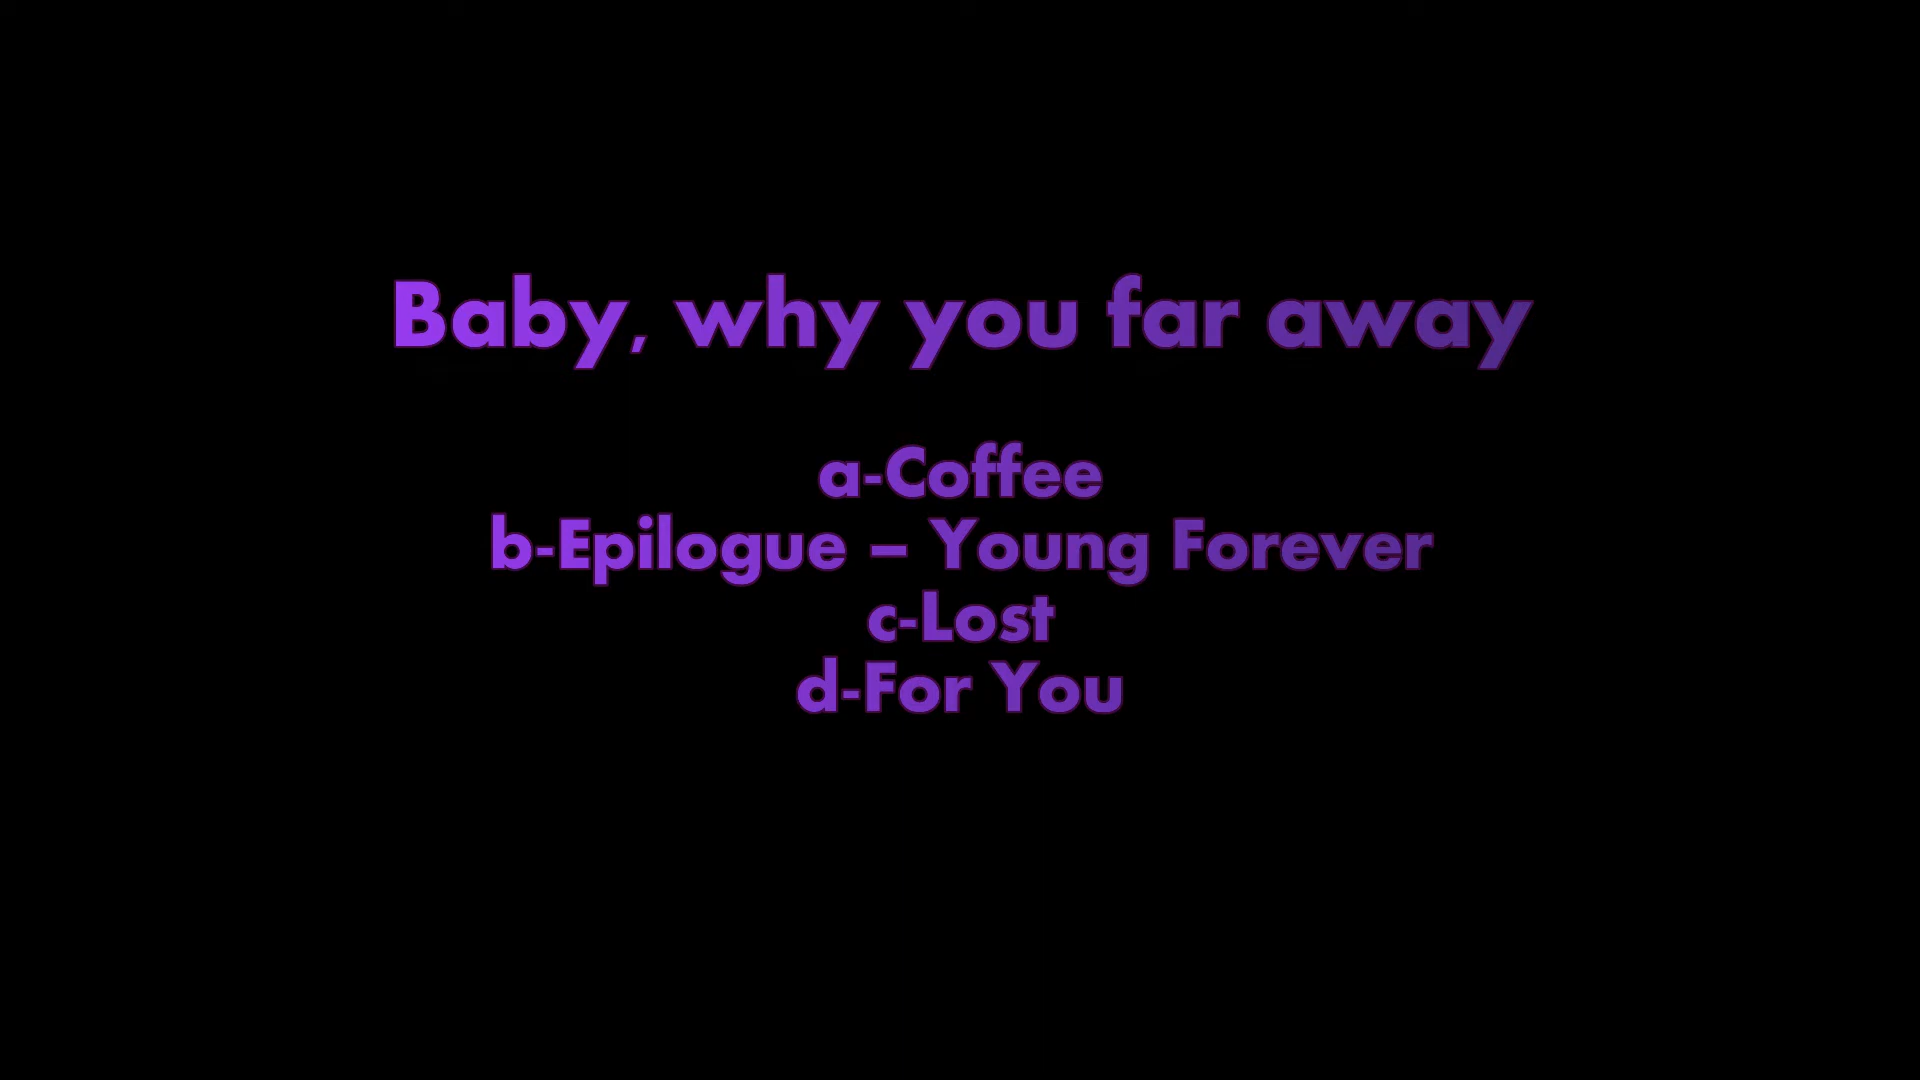 Baby, why you far away
a-Coffee
b-Epilogue – Young Forever
c-Lost
d-For You